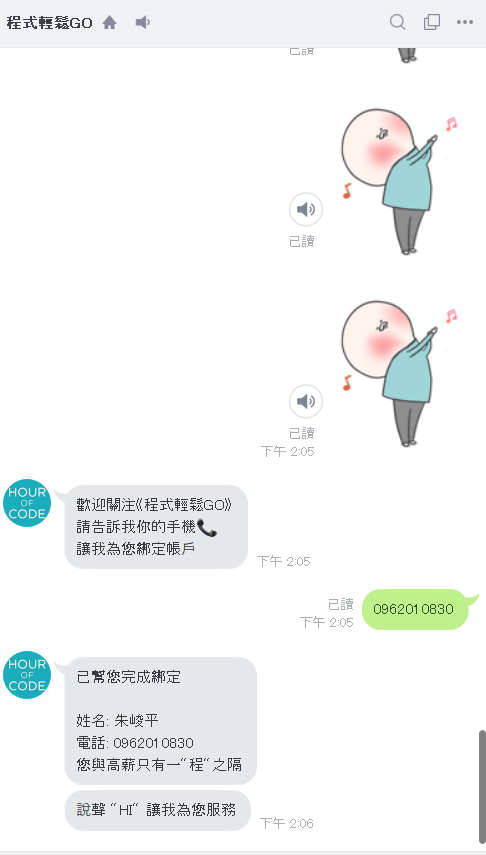 程式輕鬆GO
已讀
已讀
已讀
下午 2:05
HOUR
OF
CODE
歡迎關注《程式輕鬆GO》
請告訴我你的手機📞
讓我為您綁定帳戶
下午 2:05
已讀
下午 2:05
0962010830
HOUR
OF
CODE
已幫您完成綁定
姓名: 朱峻平
電話: 0962010830
您與高薪只有一“程”之隔
說聲 “HI” 讓我為您服務
下午 2:06